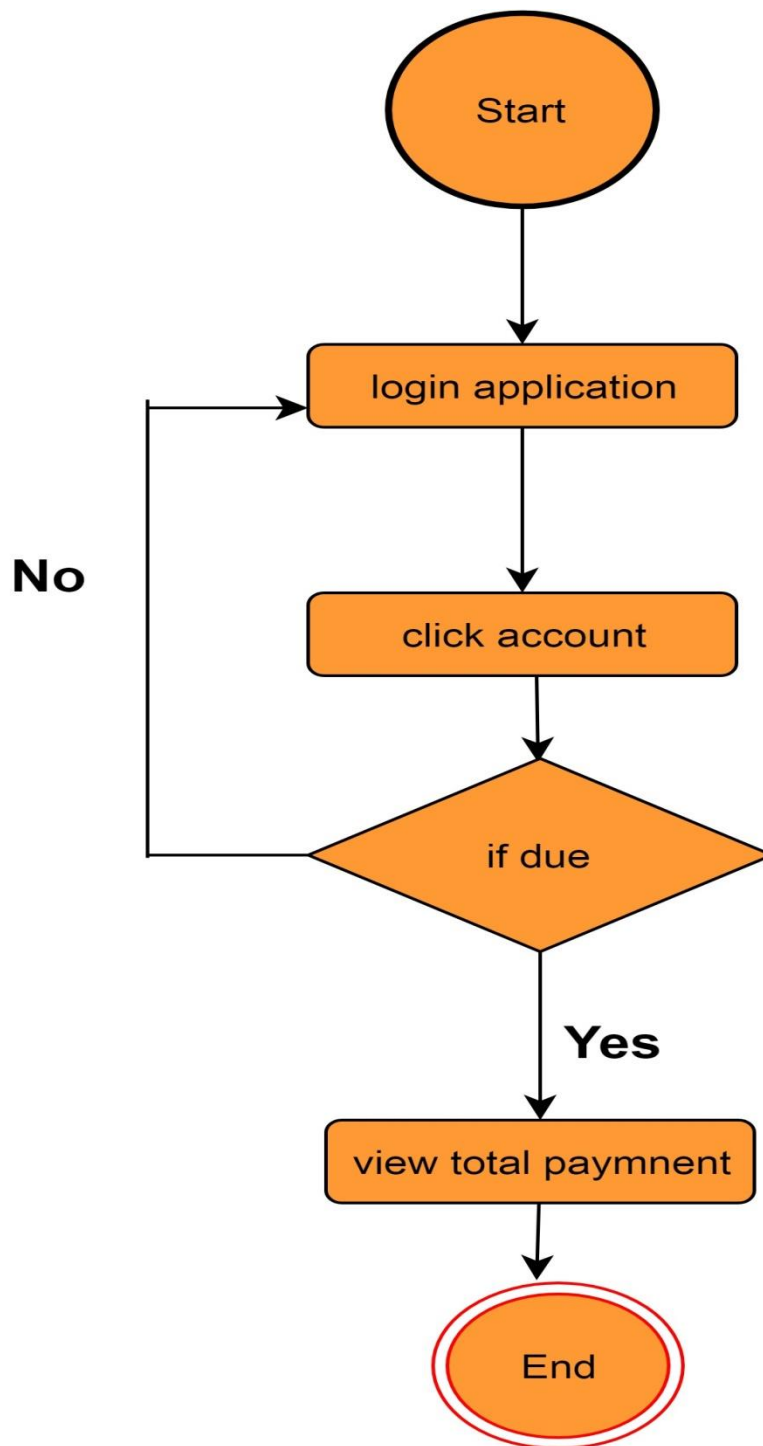 Start
login application
No
click account
if due
Yes
view total paymnent
End